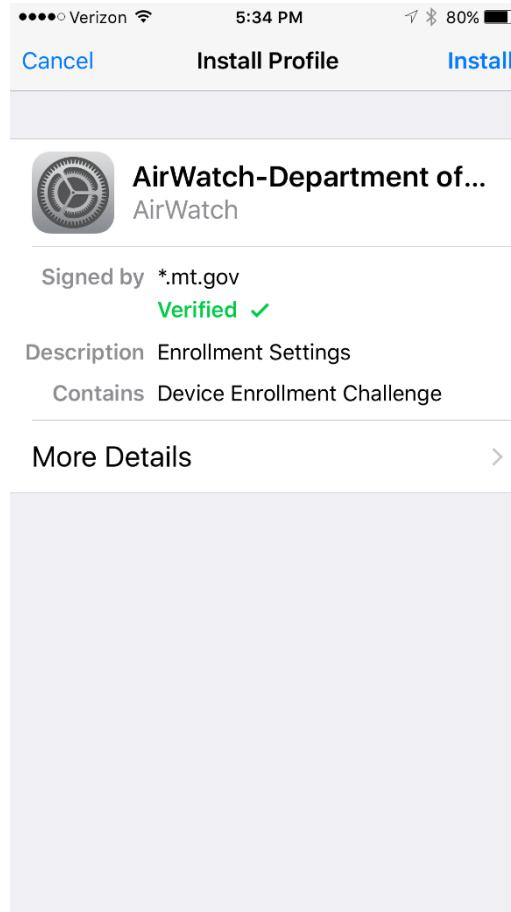 Verizon 5:34 PM 80%
Cancel Install Profile Install
AirWatch-Department of...
AirWatch
Signed by *.mt.gov
Verified
Description Enrollment Settings
Contains Device Enrollment Challenge
More Details